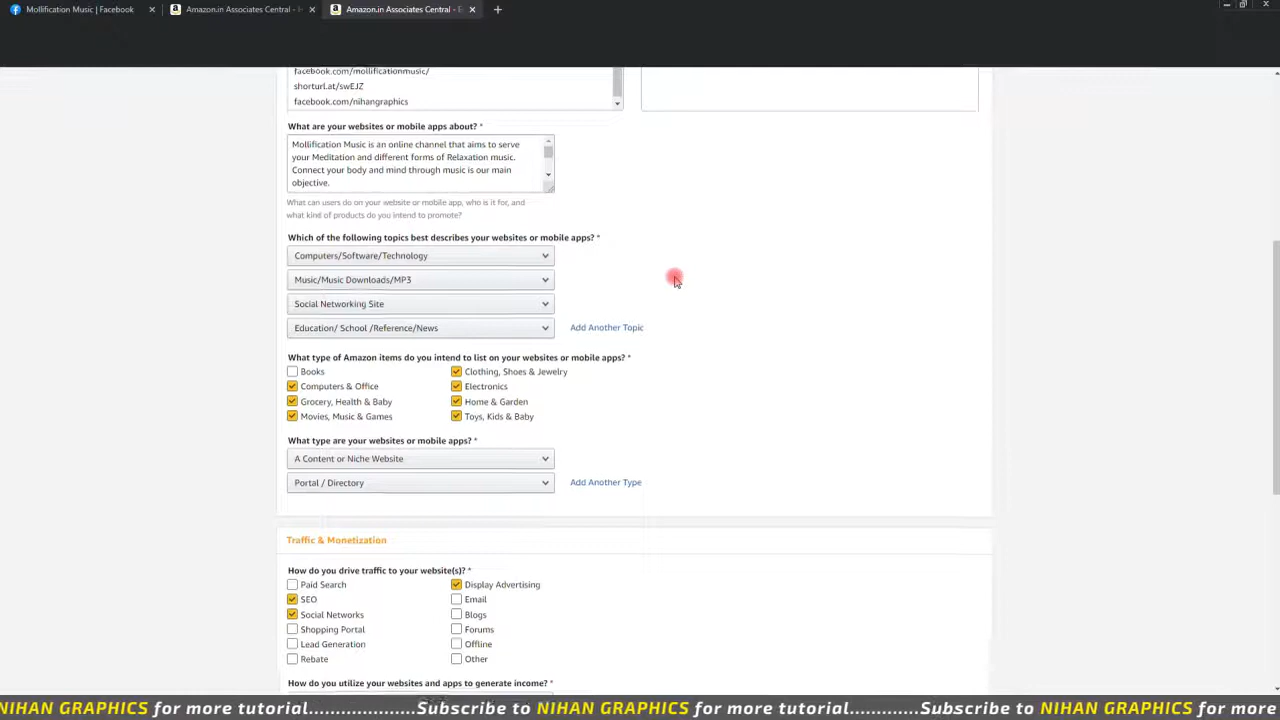 Mollification Music | Facebook
Amazon.in Associates Central -
Amazon.in Associates Central -
facebook.com/mollificationmusic/
shorturl.at/swEJZ
facebook.com/nihangraphics
What are your websites or mobile apps about? *
Mollification Music is an online channel that aims to serve
your Meditation and different forms of Relaxation music.
Connect your body and mind through music is our main
objective.
What can users do on your website or mobile app, who is it for, and
what kind of products do you intend to promote?
Which of the following topics best describes your websites or mobile apps? *
Computers/Software/Technology
Music/Music Downloads/MP3
Social Networking Site
Education/ School /Reference/News
Add Another Topic
What type of Amazon items do you intend to list on your websites or mobile apps? *
Books
Clothing, Shoes & Jewelry
Computers & Office
Electronics
Grocery, Health & Baby
Home & Garden
Movies, Music & Games
Toys, Kids & Baby
What type are your websites or mobile apps? *
A Content or Niche Website
Portal / Directory
Add Another Type
Traffic & Monetization
How do you drive traffic to your website(s)? *
Paid Search
Display Advertising
SEO
Email
Social Networks
Blogs
Shopping Portal
Forums
Lead Generation
Offline
Rebate
Other
How do you utilize your websites and apps to generate income? *
NIHAN GRAPHICS for more tutorial..................Subscribe to NIHAN GRAPHICS for more tutorial..................Subscribe to NIHAN GRAPHICS for more